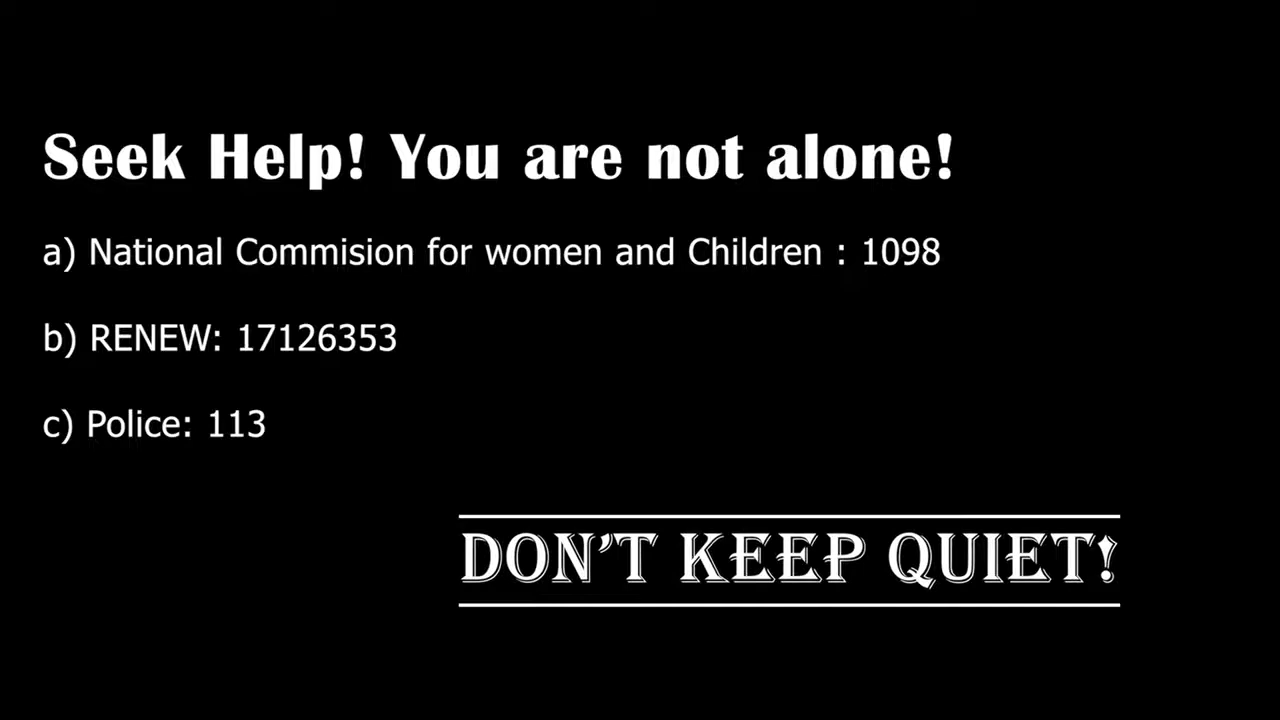 Seek Help! You are not alone!
a) National Commision for women and Children : 1098
b) RENEW: 17126353
c) Police: 113
DON'T KEEP QUIET!